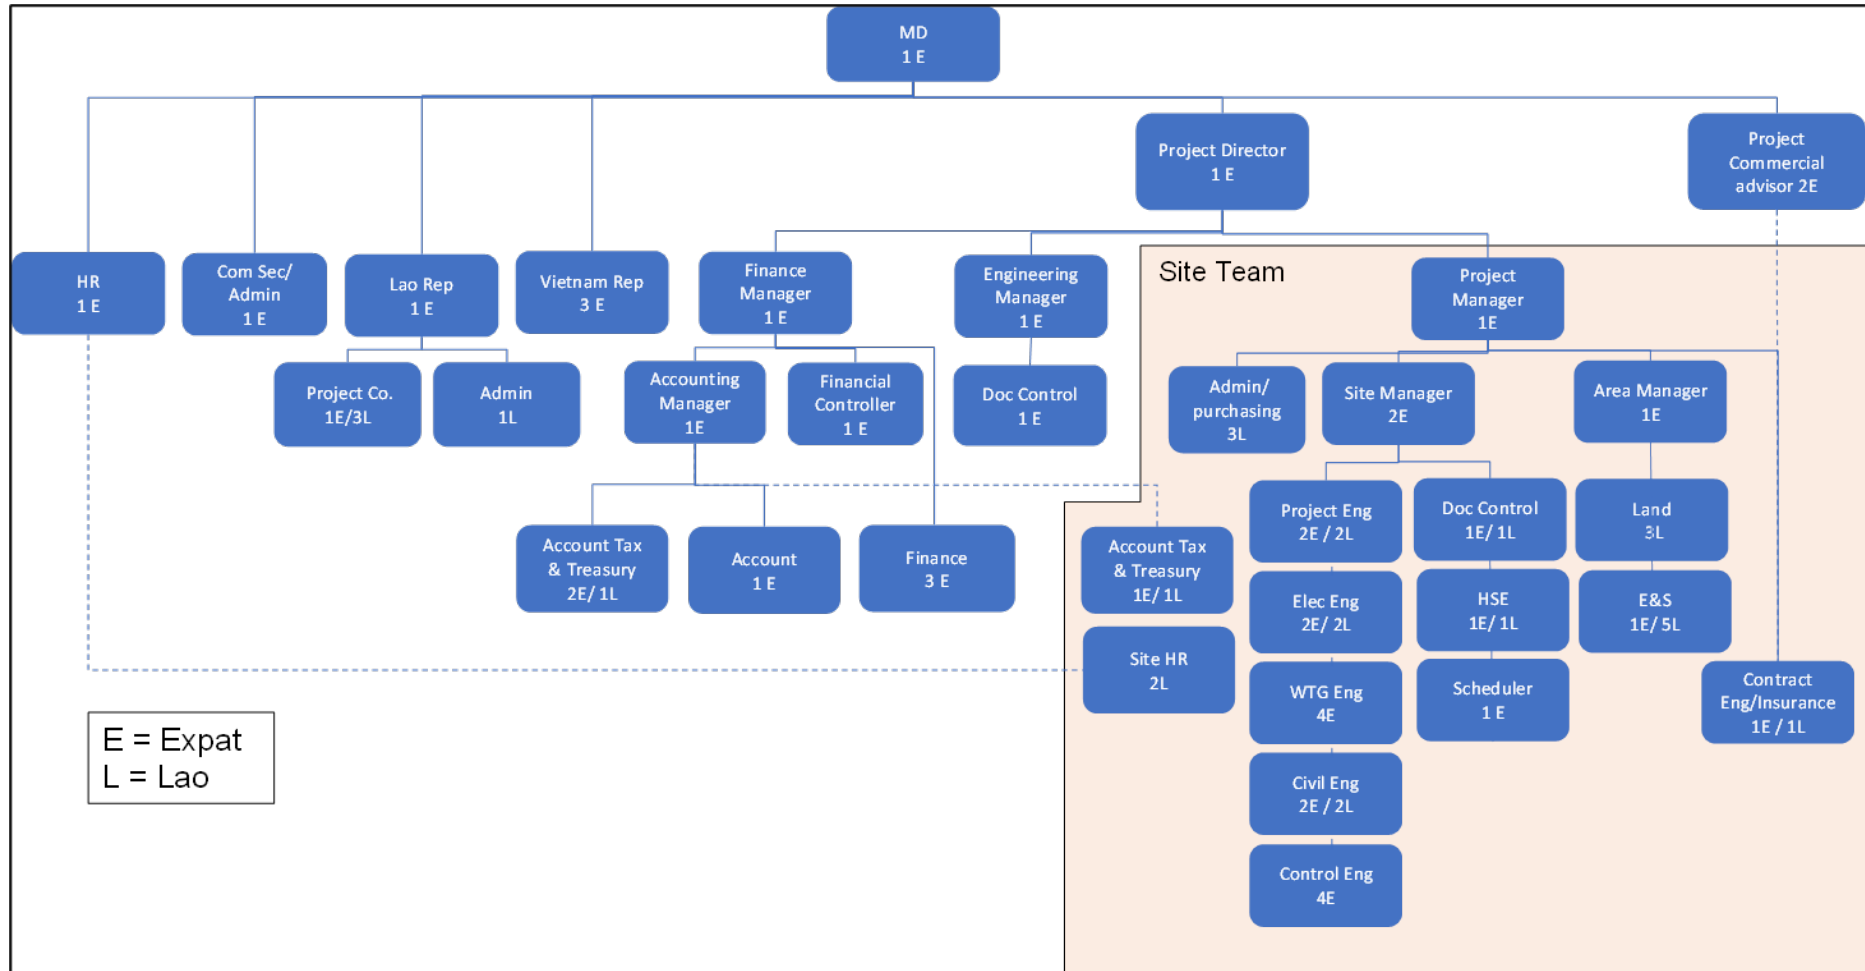 MD
1 E
Project Director
1 E
Project
Commercial
advisor 2E
HR
1 E
Com Sec/
Admin
1 E
Lao Rep
1 E
Vietnam Rep
3 E
Finance
Manager
1 E
Engineering
Manager
1 E
Site Team
Project
Manager
1E
Project Co.
1E/3L
Admin
1L
Accounting
Manager
1E
Financial
Controller
1 E
Doc Control
1 E
Admin/
purchasing
3L
Site Manager
2E
Area Manager
1E
Account Tax
& Treasury
2E/ 1L
Account
1 E
Finance
3 E
Account Tax
& Treasury
1E/ 1L
Project Eng
2E / 2L
Doc Control
1E/ 1L
Land
3L
Elec Eng
2E/ 2L
HSE
1E/ 1L
E&S
1E/ 5L
Site HR
2L
WTG Eng
4E
Scheduler
1 E
Contract
Eng/Insurance
1E / 1L
Civil Eng
2E / 2L
Control Eng
4E
E = Expat
L = Lao